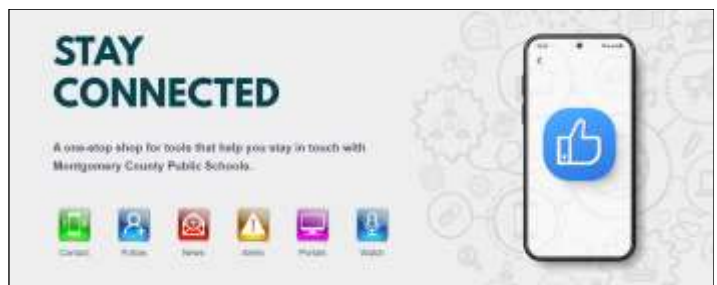 STAY
CONNECTED
A one-stop shop for tools that help you stay in touch with
Montgomery County Public Schools.
Contact Follow News Alerts Portals Watch